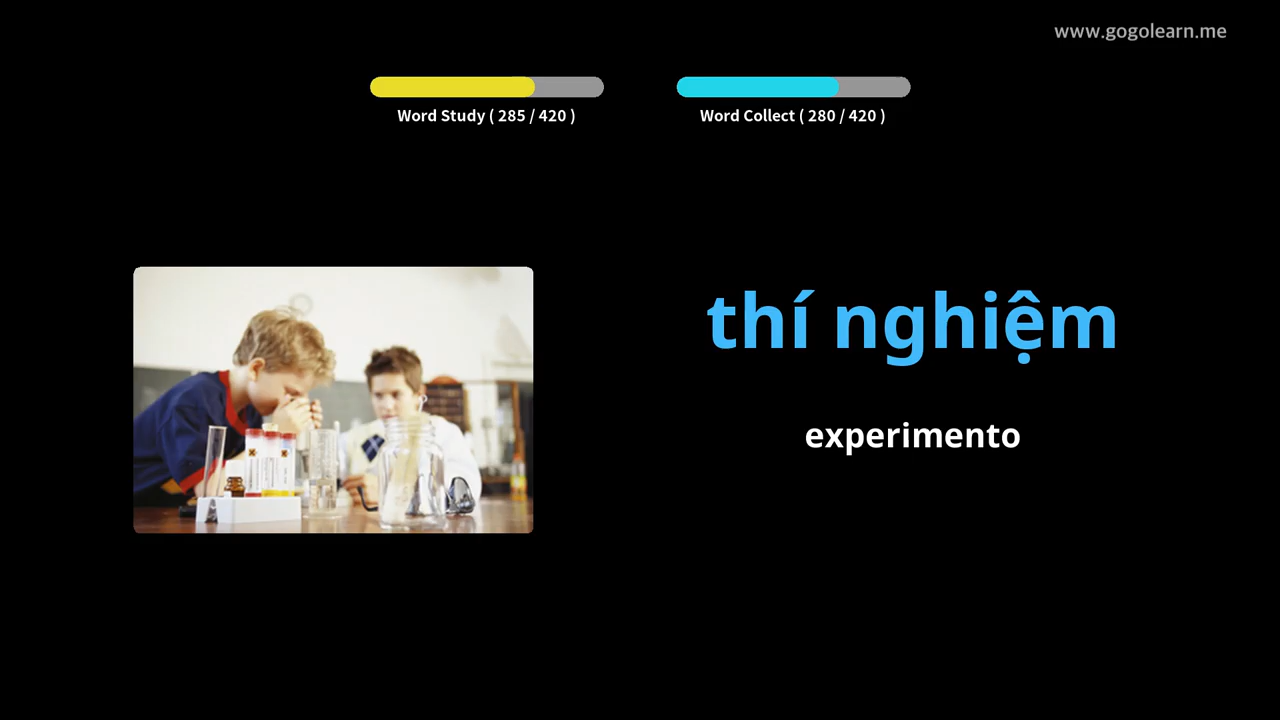 www.gogolearn.me
Word Study ( 285 / 420 )
Word Collect ( 280 / 420 )
thí nghiệm
experimento